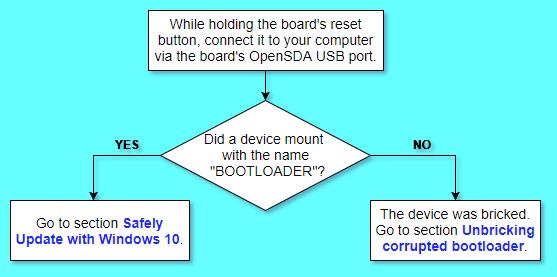 While holding the board's reset
button, connect it to your computer
via the board's OpenSDA USB port.
YES
Did a device mount
with the name
"BOOTLOADER"?
NO
Go to section Safely
Update with Windows 10.
The device was bricked.
Go to section Unbricking
corrupted bootloader.